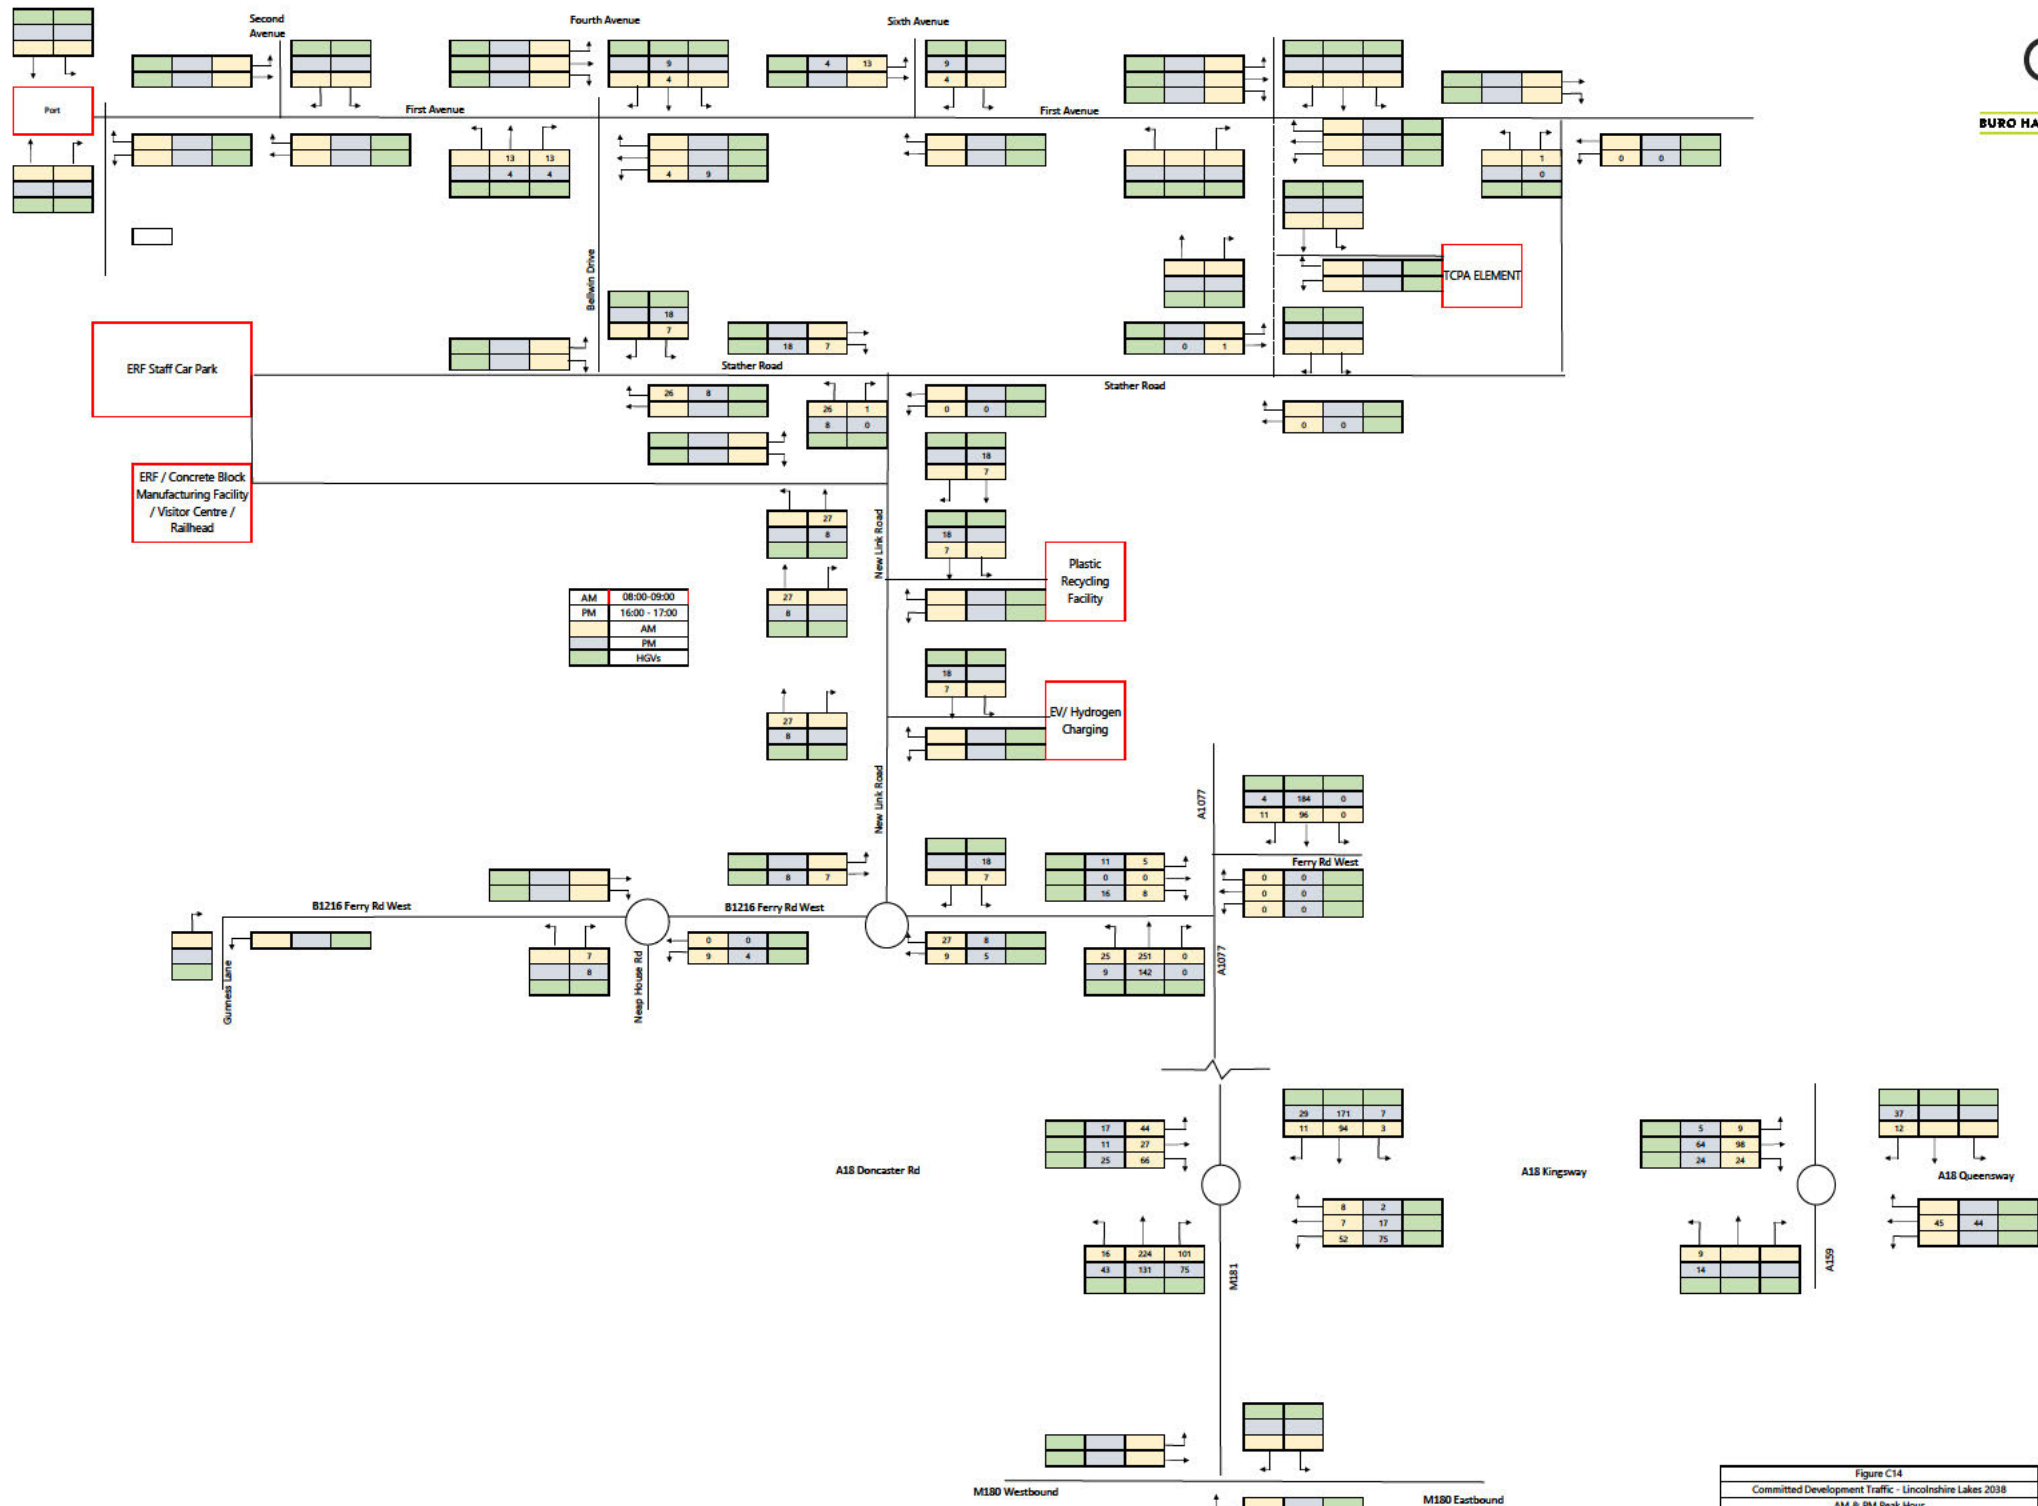 Second
Avenue
Fourth Avenue
Sixth Avenue
9
4 13
9
4
4
Port
First Avenue
First Avenue
BURO HA
13 13
4 4
4 9
1
0
0 0
Bellwin Drive
TCPA ELEMENT
18
7
18 7
0 1
ERF Staff Car Park
Stather Road
Stather Road
26 8
26 1
8 0
0 0
0 0
ERF / Concrete Block
Manufacturing Facility
/ Visitor Centre /
Railhead
18
7
27
8
New Link Road
18
7
Plastic
Recycling
Facility
AM 08:00-09:00
PM 16:00 - 17:00
AM
PM
HGVs
27
8
18
7
EV/ Hydrogen
Charging
27
8
New Link Road
A1077
4 184 0
11 96 0
8 7
18
7
11 5
0 0
16 8
Ferry Rd West
0 0
0 0
0 0
B1216 Ferry Rd West
B1216 Ferry Rd West
Gunness Lane
7
8
Neap House Rd
0 0
9 4
27 8
9 5
25 251 0
9 142 0
A1077
17 44
11 27
25 66
29 171 7
11 94 3
5 9
64 98
24 24
37
12
A18 Doncaster Rd
A18 Kingsway
A18 Queensway
8 2
7 17
52 75
45 44
16 224 101
43 131 75
M181
9
14
A159
M180 Westbound
M180 Eastbound
Figure C14
Committed Development Traffic - Lincolnshire Lakes 2038
AM & PM Peak Hour